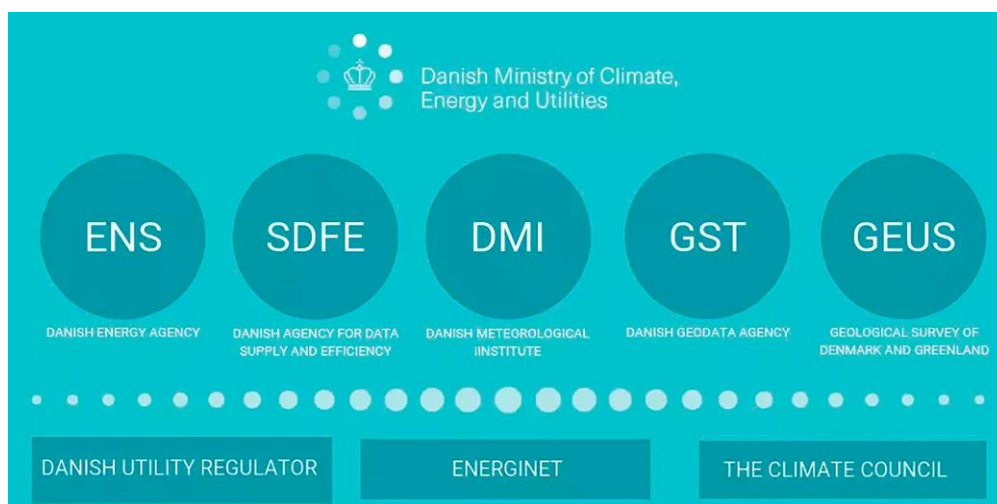 Danish Ministry of Climate,
Energy and Utilities
ENS
SDFE
DMI
GST
GEUS
DANISH ENERGY AGENCY
DANISH AGENCY FOR DATA
SUPPLY AND EFFICIENCY
DANISH METEOROLOGICAL
IINSTITUTE
DANISH GEODATA AGENCY
GEOLOGICAL SURVEY OF
DENMARK AND GREENLAND
DANISH UTILITY REGULATOR
ENERGINET
THE CLIMATE COUNCIL